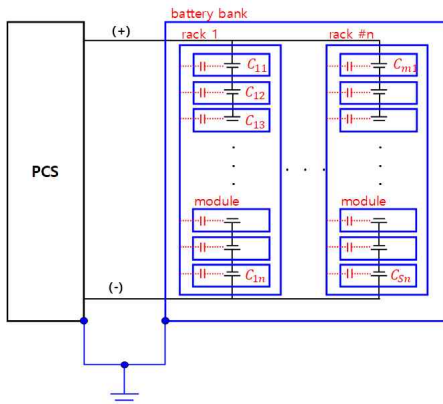 battery bank
(+)
rack 1
rack #n
C11
Cm1
C12
C13
PCS
module
module
C1n
CSn
(-)